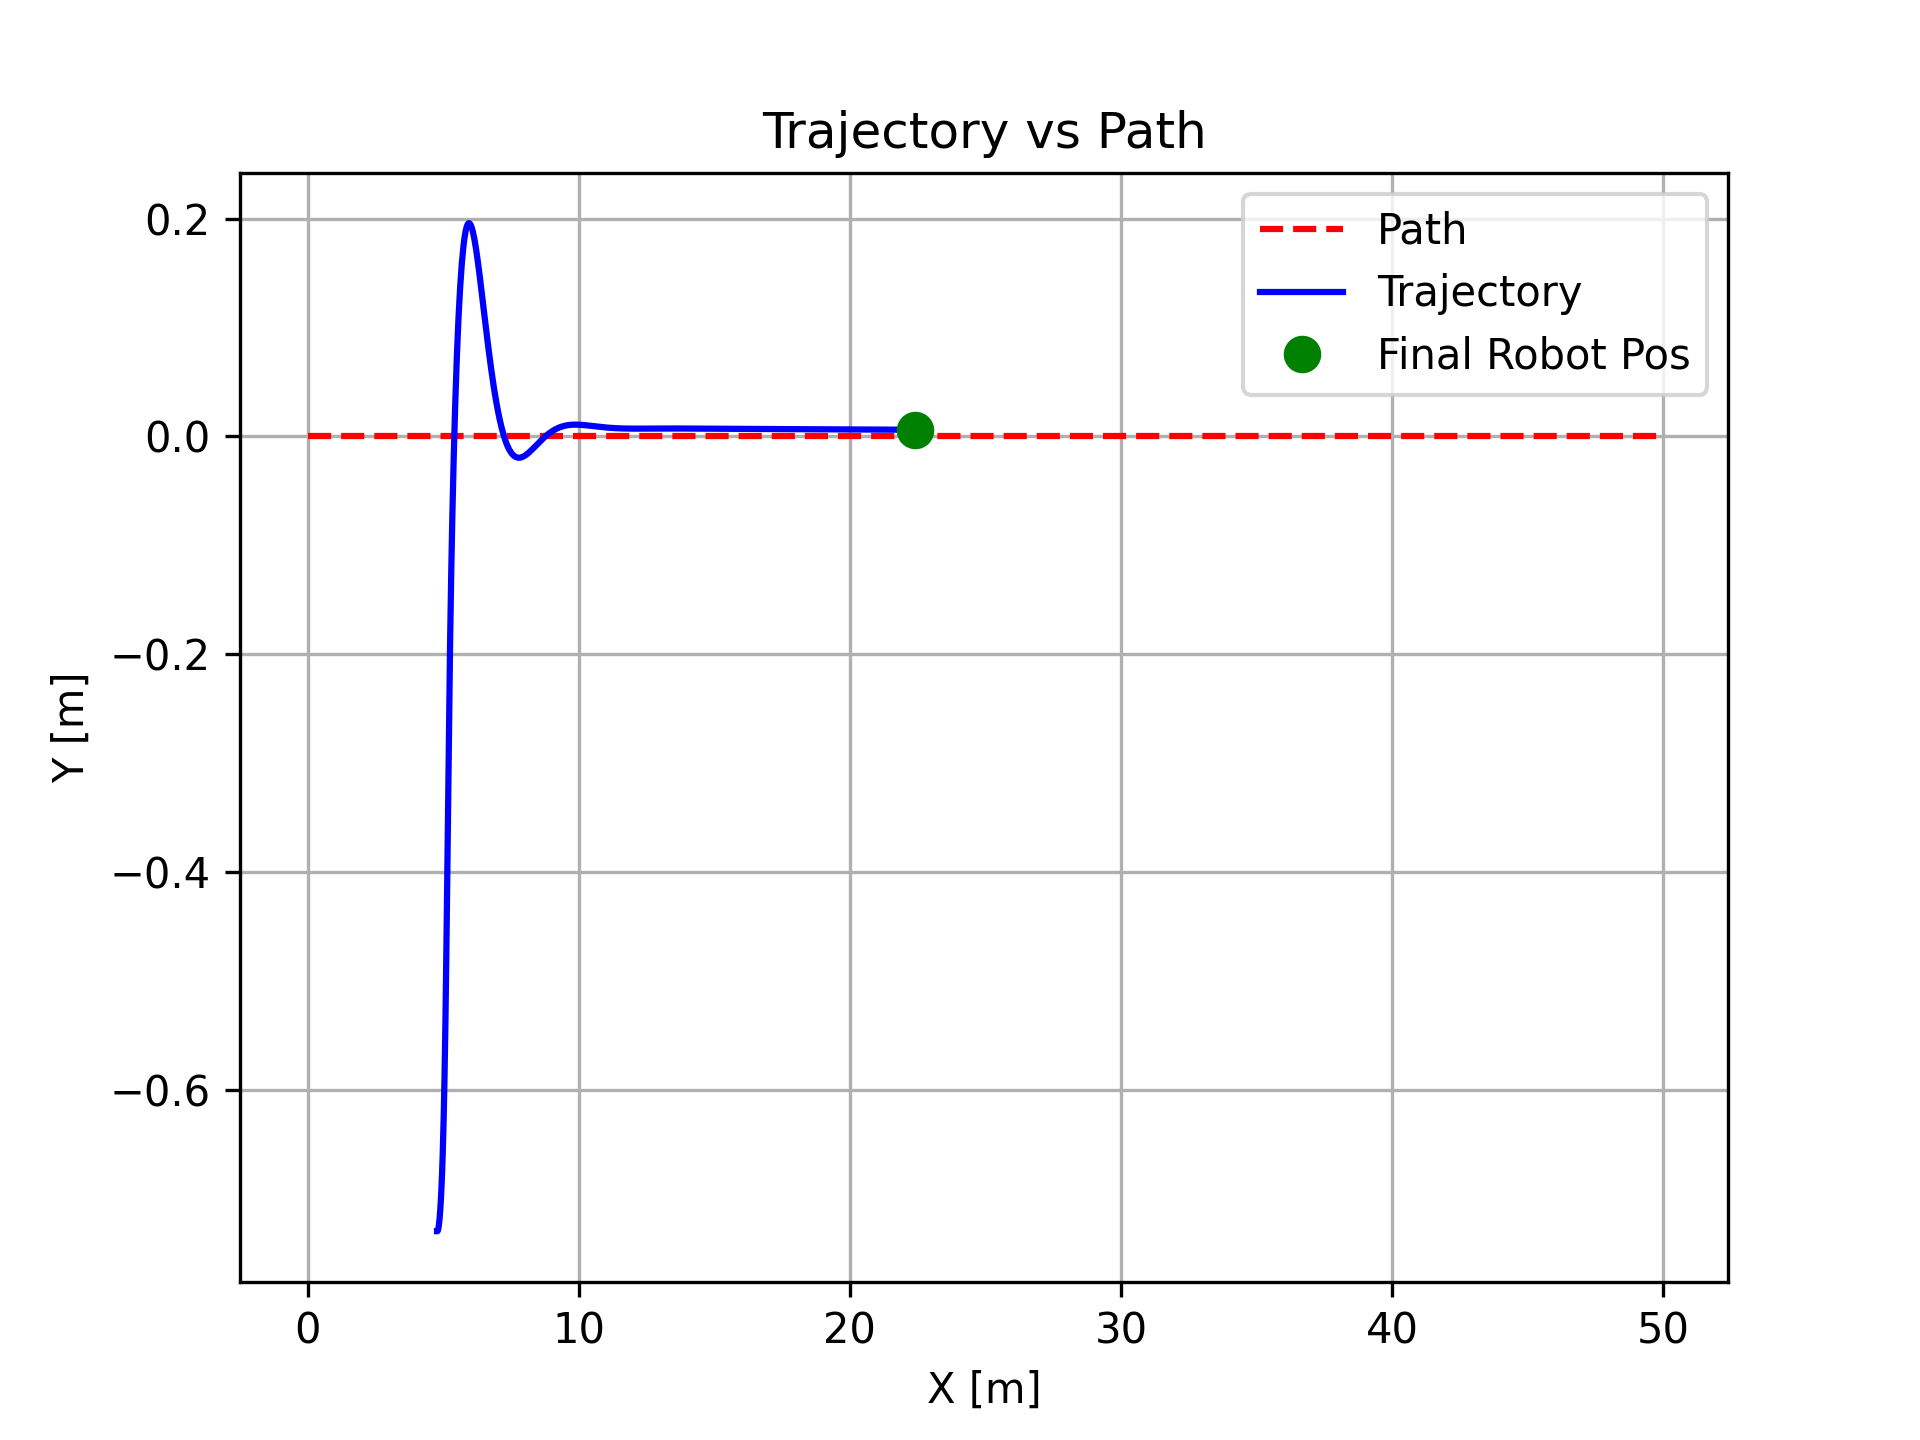 Trajectory vs Path
Path
Trajectory
Final Robot Pos
0.2
0.0
−0.2
−0.4
−0.6
Y [m]
0 10 20 30 40 50
X [m]